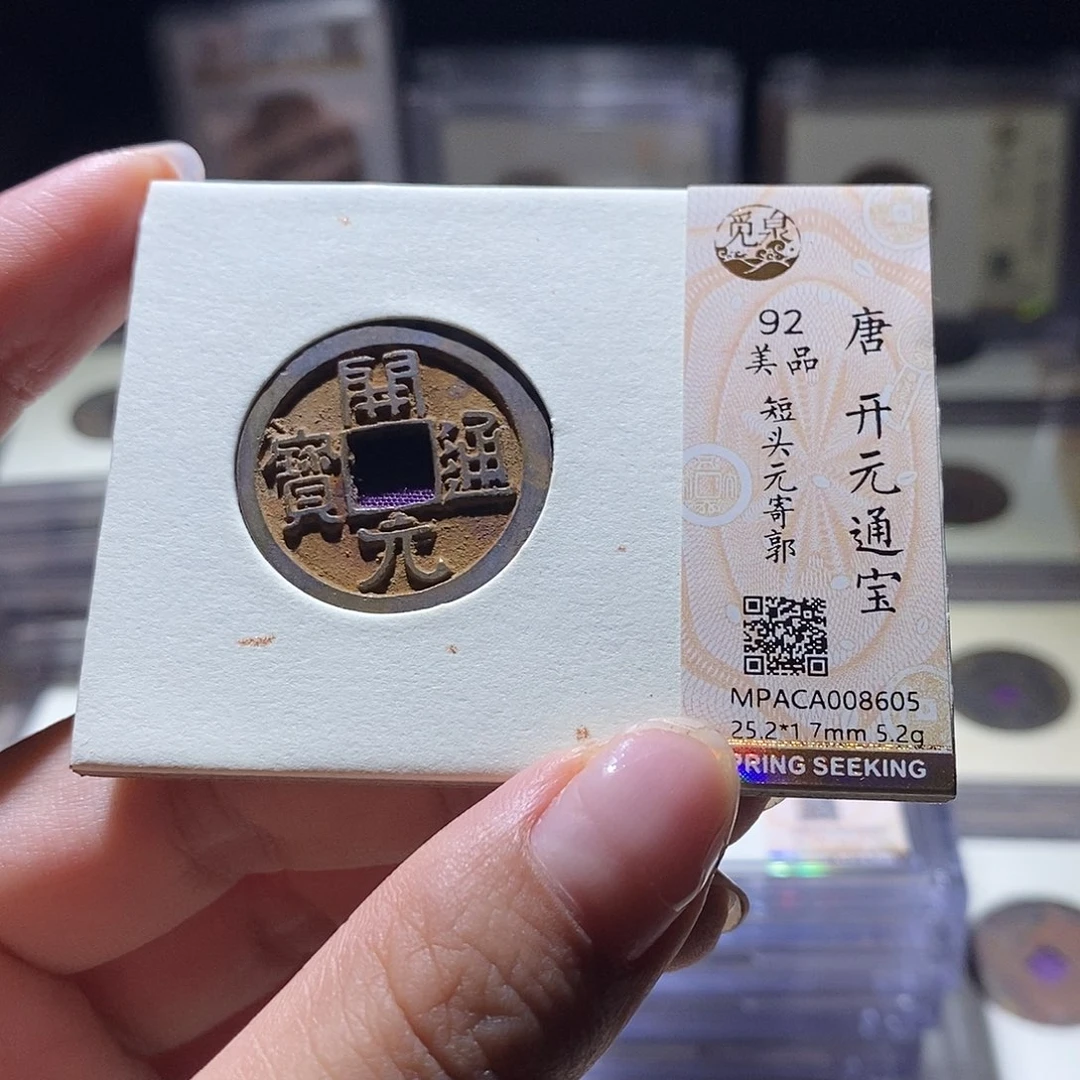 開元通寶
觅泉
唐 开元通宝
92
美品
短头元寄郭
MPACA008605
25.2*1.7mm 5.2g
PRING SEEKING